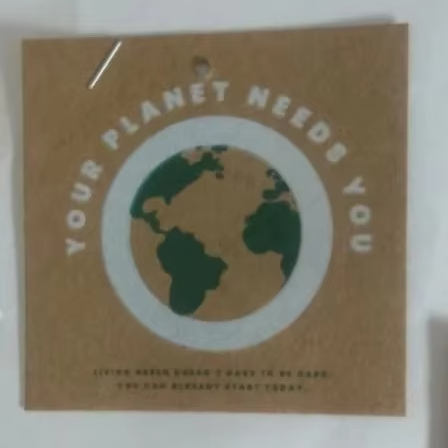 YOUR PLANET NEEDS YOU
LIVING GREEN DOESN'T HAVE TO BE HARD.
YOU CAN ALREADY START TODAY.